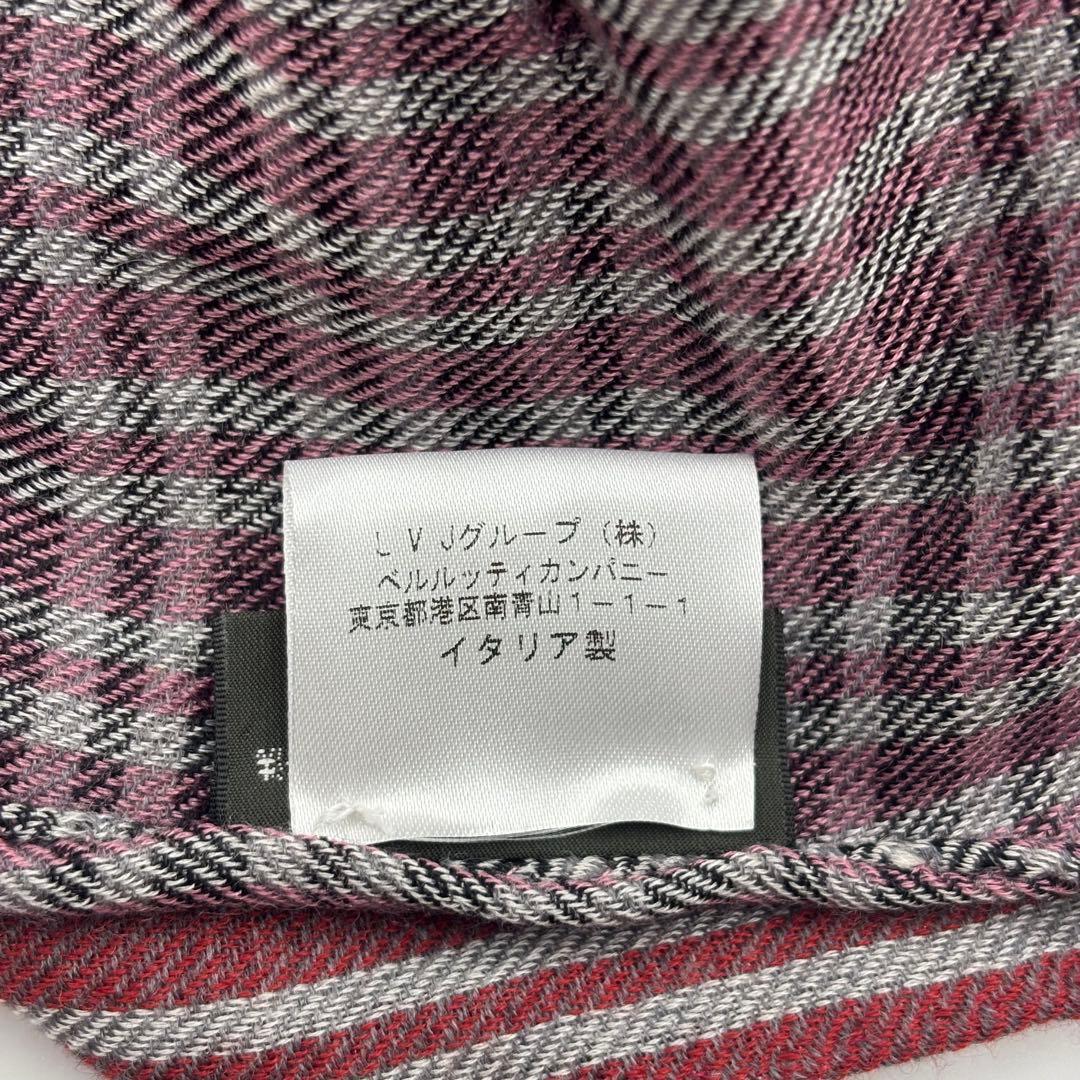 LVJグループ（株）
ベルルッティカンパニー
東京都港区南青山1-1-1
イタリア製